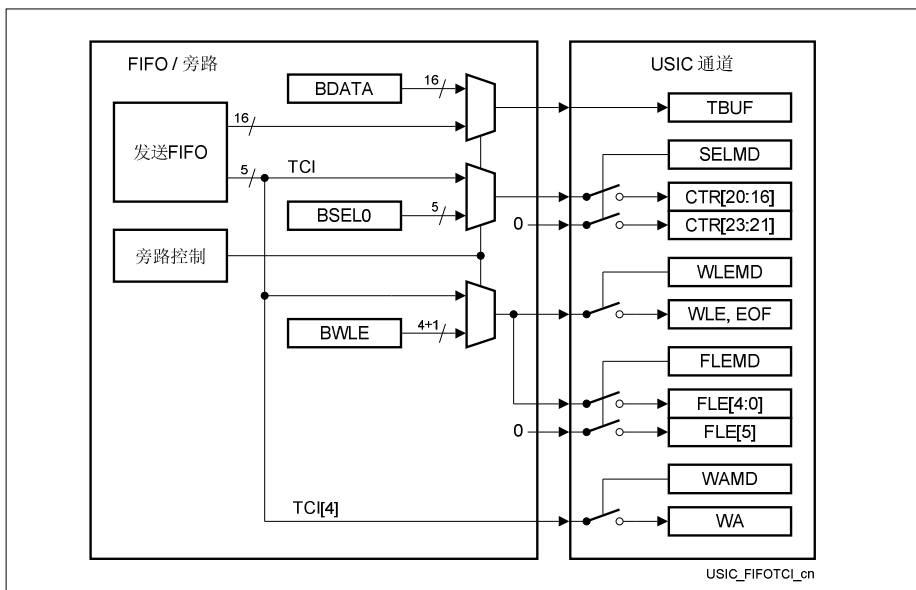 FIFO / 旁路
USIC 通道
BDATA
16
TBUF
发送FIFO
16
5
TCI
SELMD
CTR[20:16]
BSEL0
5
0
CTR[23:21]
旁路控制
WLEMD
WLE, EOF
BWLE
4+1
FLEMD
FLE[4:0]
0
FLE[5]
WAMD
TCI[4]
WA
USIC_FIFOTCI_cn